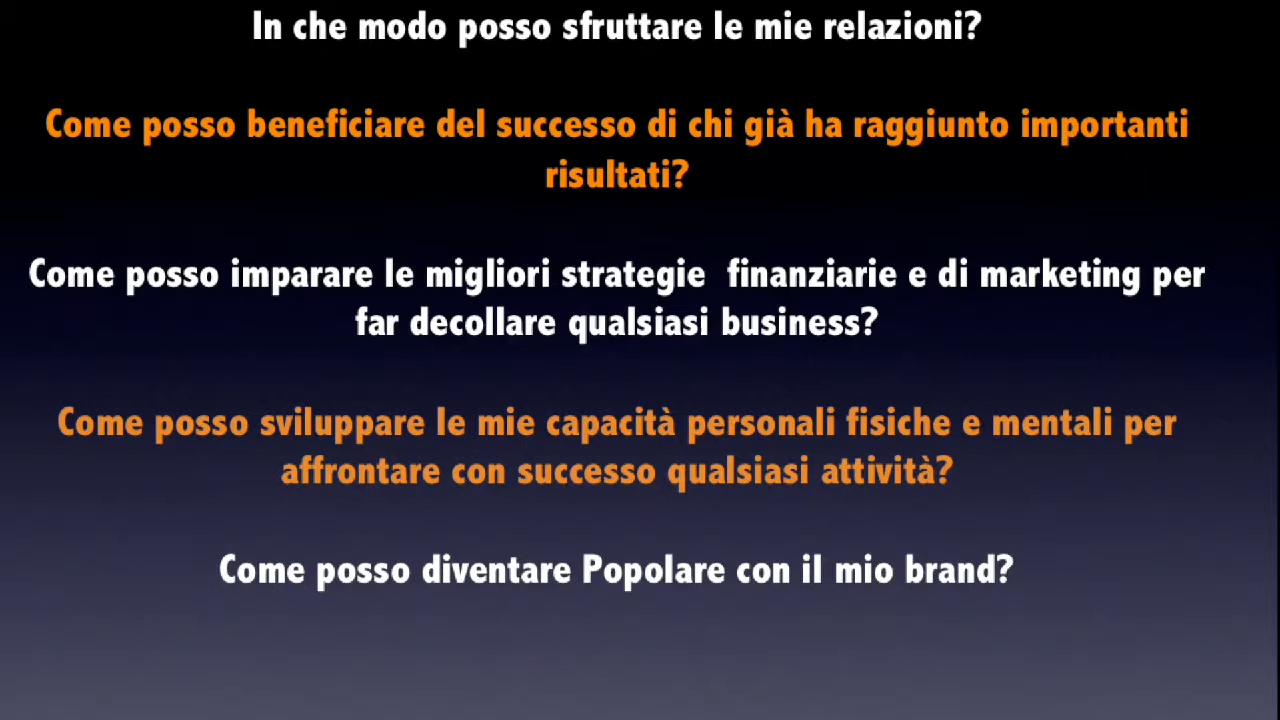 In che modo posso sfruttare le mie relazioni?
Come posso beneficiare del successo di chi già ha raggiunto importanti
risultati?
Come posso imparare le migliori strategie  finanziarie e di marketing per
far decollare qualsiasi business?
Come posso sviluppare le mie capacità personali fisiche e mentali per
affrontare con successo qualsiasi attività?
Come posso diventare Popolare con il mio brand?